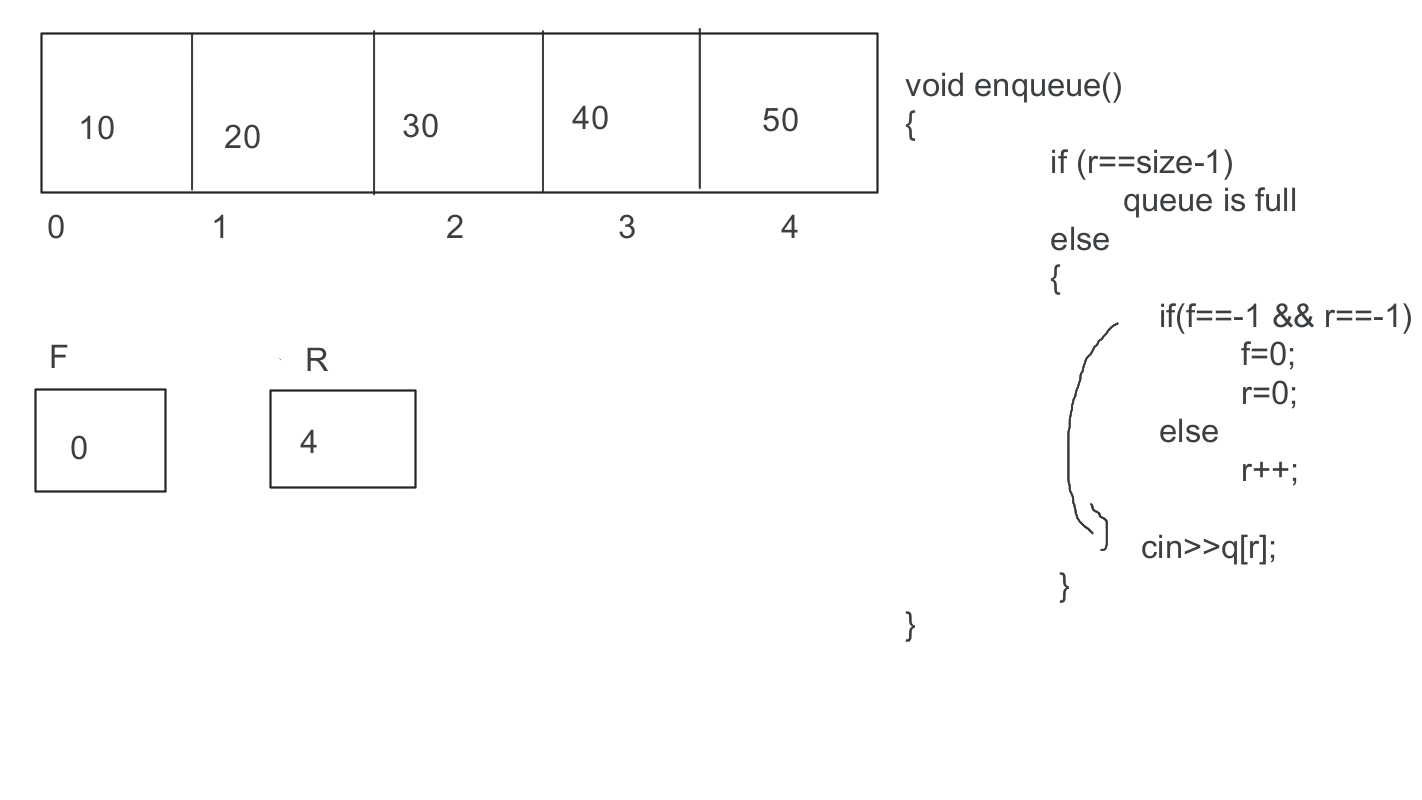 10 20 30 40 50
0 1 2 3 4
F R
0 4
void enqueue()
{
if (r==size-1)
queue is full
else
{
if(f==-1 && r==-1)
f=0;
r=0;
else
r++;
cin>>q[r];
}
}